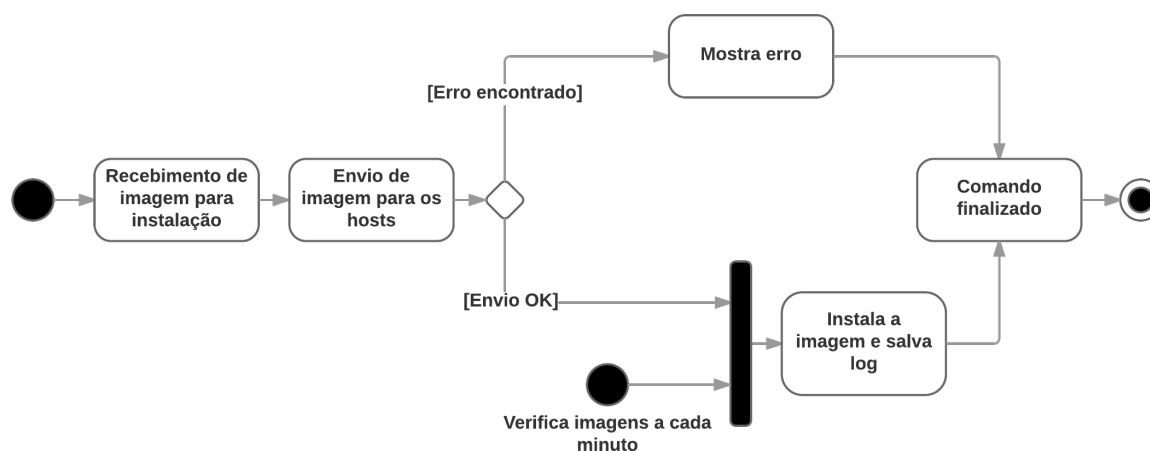 Mostra erro
[Erro encontrado]
Recebimento de
imagem para
instalação
Envio de
imagem para os
hosts
Comando
finalizado
[Envio OK]
Instala a
imagem e salva
log
Verifica imagens a cada
minuto